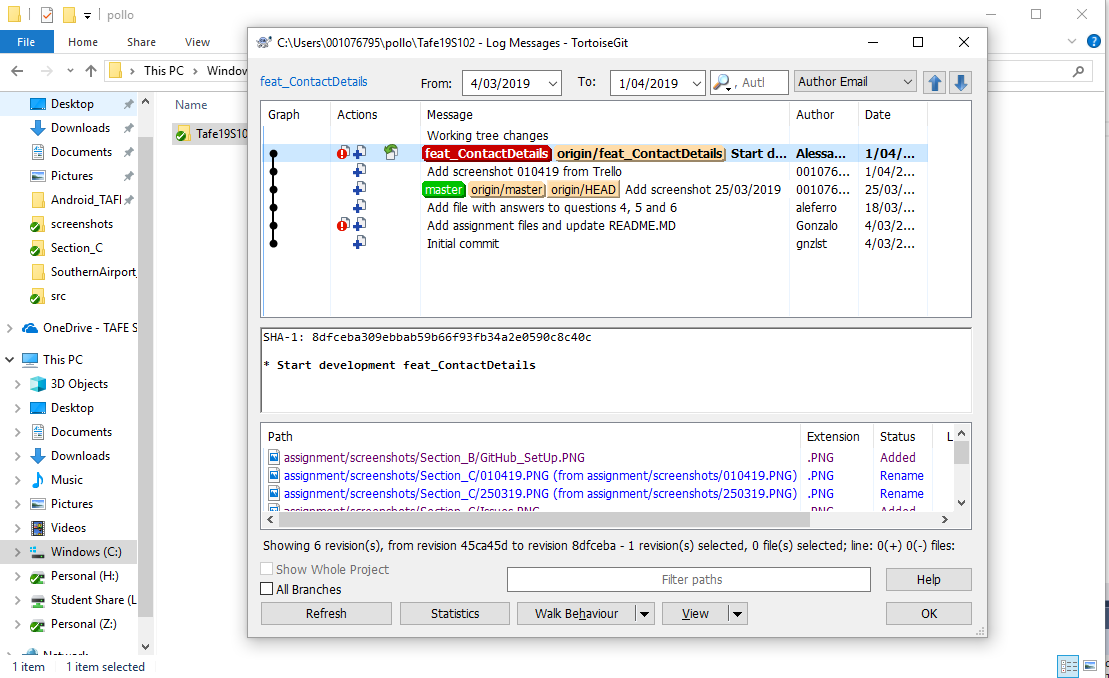 pollo
File Home Share View
This PC Window
Desktop
Downloads
Documents
Pictures
Android_TAFI
screenshots
Section_C
SouthernAirport_
src
OneDrive - TAFE S
This PC
3D Objects
Desktop
Documents
Downloads
Music
Pictures
Videos
Windows (C:)
Personal (H:)
Student Share (L
Personal (Z:)
Network
1 item 1 item selected
Name
Tafe19S10
C:\Users\001076795\pollo\Tafe19S102 - Log Messages - TortoiseGit
feat_ContactDetails From: 4/03/2019 To: 1/04/2019 , Autl Author Email
Graph Actions Message Author Date
Working tree changes
feat_ContactDetails origin/feat_ContactDetails Start d... Alessa... 1/04/...
Add screenshot 010419 from Trello 001076... 1/04/2...
master origin/master origin/HEAD Add screenshot 25/03/2019 001076... 25/03/...
Add file with answers to questions 4, 5 and 6 aleferro 18/03/...
Add assignment files and update README.MD Gonzalo 4/03/2...
Initial commit gnzlst 4/03/2...
SHA-1: 8dfceba309ebbab59b66f93fb34a2e0590c8c40c
* Start development feat_ContactDetails
Path Extension Status L
assignment/screenshots/Section_B/GitHub_SetUp.PNG .PNG Added
assignment/screenshots/Section_C/010419.PNG (from assignment/screenshots/010419.PNG) .PNG Rename
assignment/screenshots/Section_C/250319.PNG (from assignment/screenshots/250319.PNG) .PNG Rename
assignment/screenshots/Section_C/Issues.PNG .PNG Added
Showing 6 revision(s), from revision 45ca45d to revision 8dfceba - 1 revision(s) selected, 0 file(s) selected; line: 0(+) 0(-) files:
Show Whole Project
All Branches
Filter paths
Help
Refresh Statistics Walk Behaviour View OK